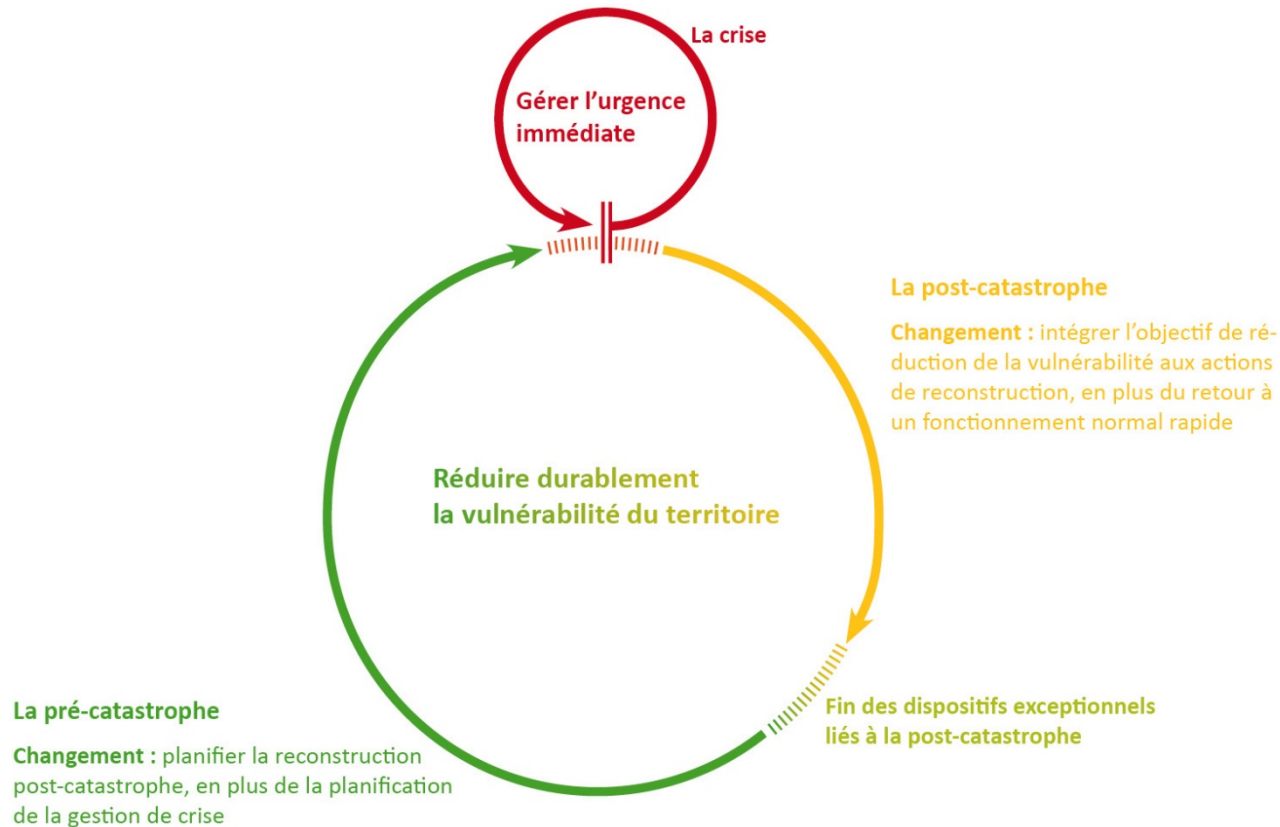 La crise
Gérer l’urgence
immédiate
La post-catastrophe
Changement : intégrer l’objectif de ré-
duction de la vulnérabilité aux actions
de reconstruction, en plus du retour à
un fonctionnement normal rapide
Réduire durablement
la vulnérabilité du territoire
Fin des dispositifs exceptionnels
liés à la post-catastrophe
La pré-catastrophe
Changement : planifier la reconstruction
post-catastrophe, en plus de la planification
de la gestion de crise